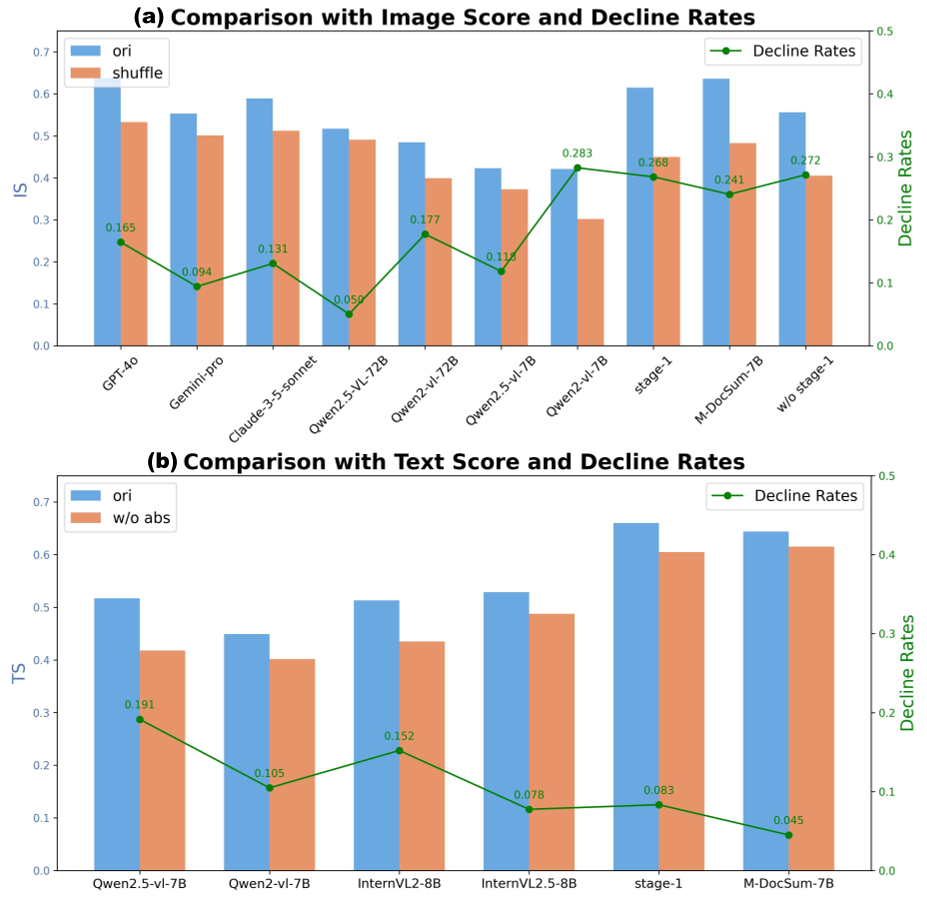 (a) Comparison with Image Score and Decline Rates
ori
shuffle
Decline Rates
IS
0.0
0.1
0.2
0.3
0.4
0.5
0.6
0.7
0.165
0.094
0.131
0.050
0.177
0.118
0.283
0.268
0.241
0.272
Decline Rates
0.0
0.1
0.2
0.3
0.4
0.5
GPT-4o
Gemini-pro
Claude-3-5-sonnet
Qwen2.5-VL-72B
Qwen2-vl-72B
Qwen2.5-vl-7B
Qwen2-vl-7B
stage-1
M-DocSum-7B
w/o stage-1
(b) Comparison with Text Score and Decline Rates
ori
w/o abs
Decline Rates
TS
0.0
0.1
0.2
0.3
0.4
0.5
0.6
0.7
0.191
0.105
0.152
0.078
0.083
0.045
Decline Rates
0.0
0.1
0.2
0.3
0.4
0.5
Qwen2.5-vl-7B
Qwen2-vl-7B
InternVL2-8B
InternVL2.5-8B
stage-1
M-DocSum-7B